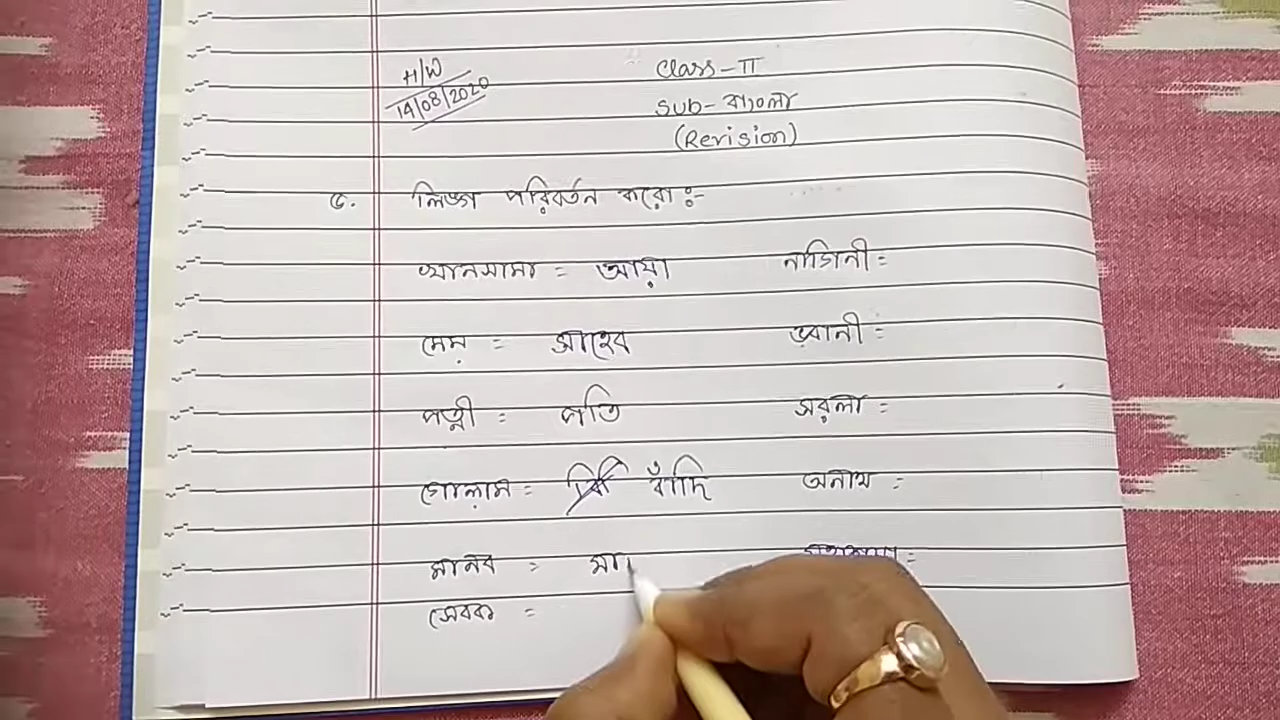 H/W Class-II
14/08/2020 Sub- বাংলা
(Revision)
৫. লিঙ্গ পরিবর্তন করো :-
খানসামা = আয়া নাগিনী =
মেম = সাহেব ভবানী =
পত্নী = পতি সরলা =
গোলাম = বাঁদি অনাথ =
মানব = মা
সেবক =